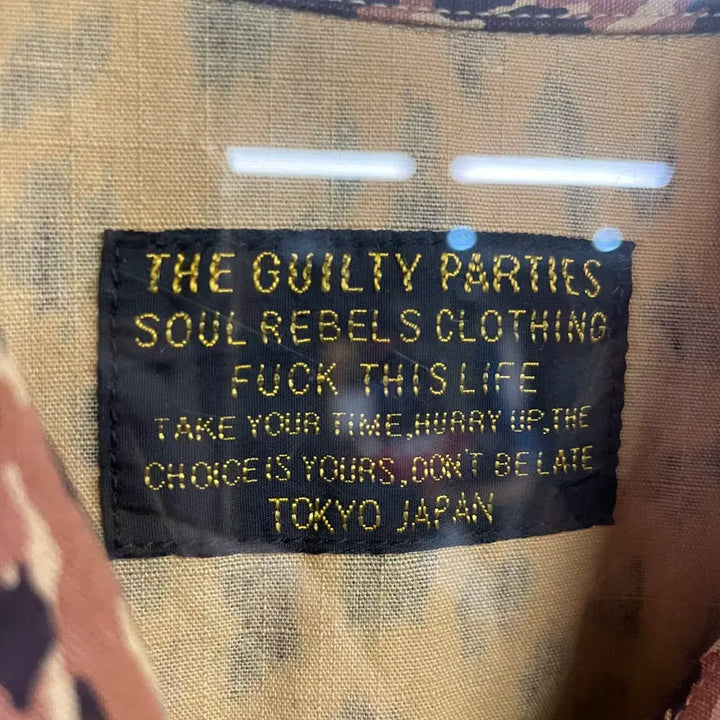 THE GUILTY PARTIES
SOUL REBELS CLOTHING
FUCK THIS LIFE
TAKE YOUR TIME,HURRY UP,THE
CHOICE IS YOURS,DON'T BE LATE
TOKYO JAPAN